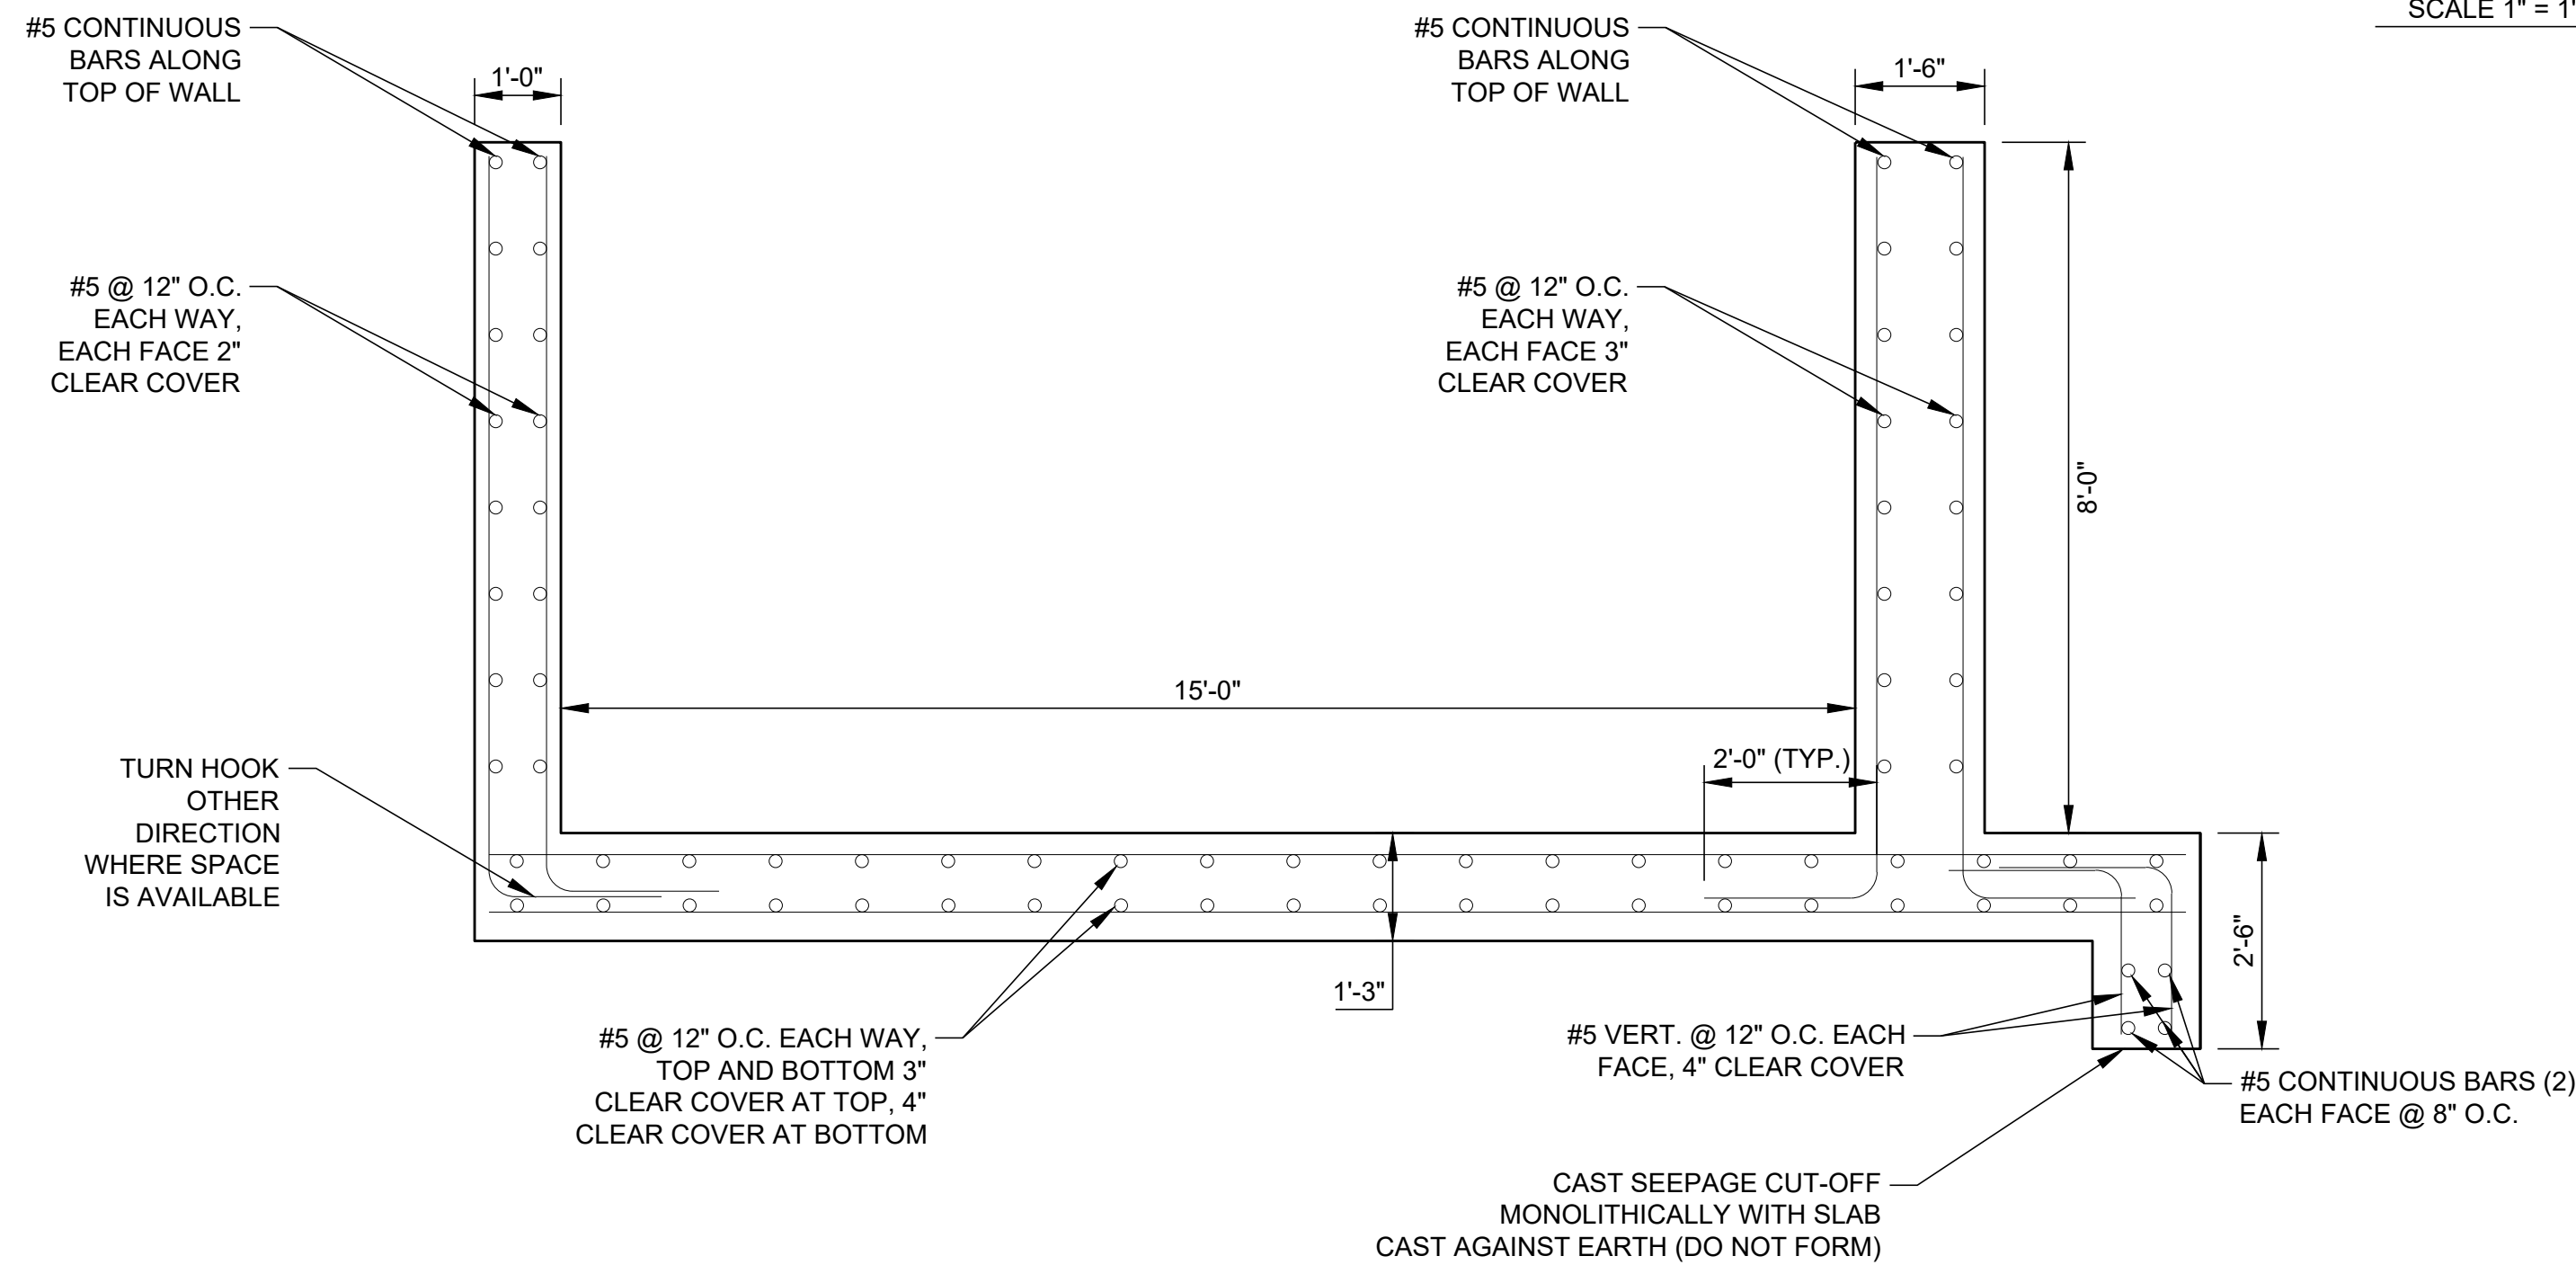 #5 CONTINUOUS
BARS ALONG
TOP OF WALL
1'-0"
#5 CONTINUOUS
BARS ALONG
TOP OF WALL
1'-6"
SCALE 1" = 1'
#5 @ 12" O.C.
EACH WAY,
EACH FACE 2"
CLEAR COVER
#5 @ 12" O.C.
EACH WAY,
EACH FACE 3"
CLEAR COVER
8'-0"
15'-0"
2'-0" (TYP.)
TURN HOOK
OTHER
DIRECTION
WHERE SPACE
IS AVAILABLE
2'-6"
1'-3"
#5 @ 12" O.C. EACH WAY,
TOP AND BOTTOM 3"
CLEAR COVER AT TOP, 4"
CLEAR COVER AT BOTTOM
#5 VERT. @ 12" O.C. EACH
FACE, 4" CLEAR COVER
#5 CONTINUOUS BARS (2)
EACH FACE @ 8" O.C.
CAST SEEPAGE CUT-OFF
MONOLITHICALLY WITH SLAB
CAST AGAINST EARTH (DO NOT FORM)